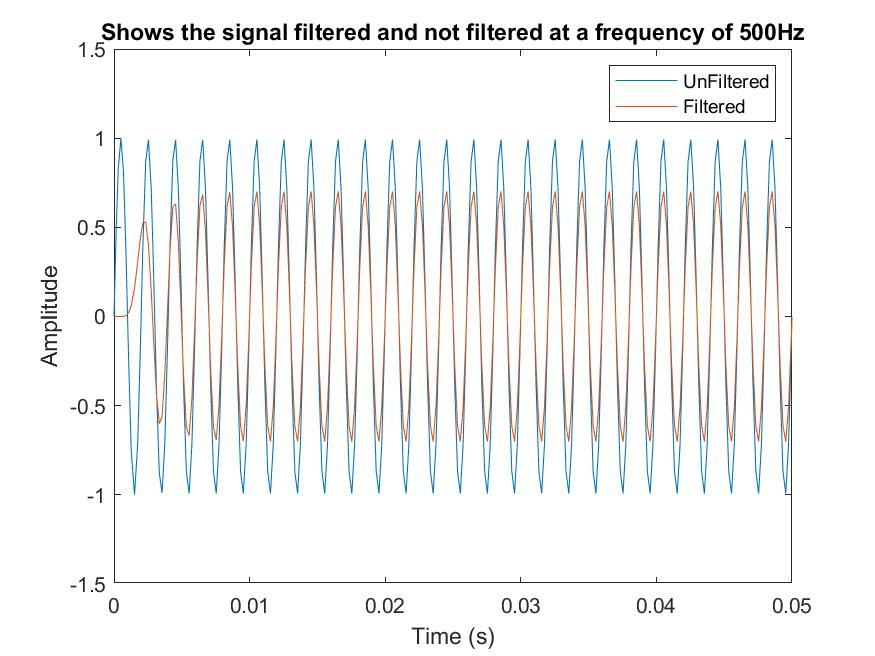 Shows the signal filtered and not filtered at a frequency of 500Hz
1.5
UnFiltered
Filtered
1
0.5
0
-0.5
-1
-1.5
Amplitude
0 0.01 0.02 0.03 0.04 0.05
Time (s)